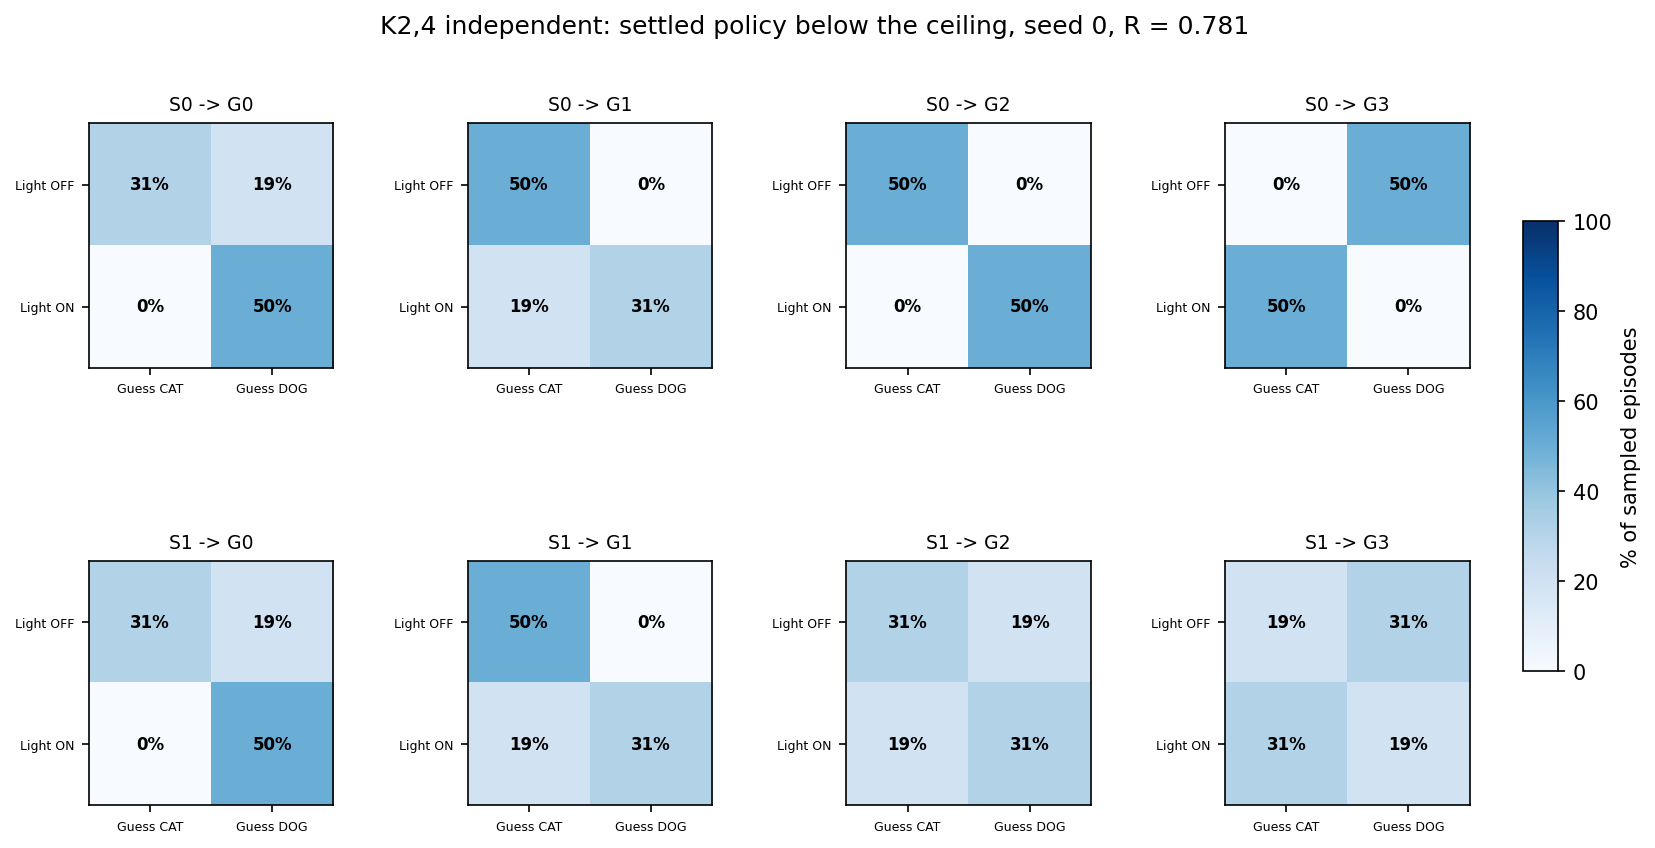 K2,4 independent: settled policy below the ceiling, seed 0, R = 0.781
S0 -> G0
S0 -> G1
S0 -> G2
S0 -> G3
Light OFF
31%
19%
Light ON
0%
50%
Guess CAT
Guess DOG
Light OFF
50%
0%
Light ON
19%
31%
Guess CAT
Guess DOG
Light OFF
50%
0%
Light ON
0%
50%
Guess CAT
Guess DOG
Light OFF
0%
50%
Light ON
50%
0%
Guess CAT
Guess DOG
S1 -> G0
S1 -> G1
S1 -> G2
S1 -> G3
Light OFF
31%
19%
Light ON
0%
50%
Guess CAT
Guess DOG
Light OFF
50%
0%
Light ON
19%
31%
Guess CAT
Guess DOG
Light OFF
31%
19%
Light ON
19%
31%
Guess CAT
Guess DOG
Light OFF
19%
31%
Light ON
31%
19%
Guess CAT
Guess DOG
100
80
60
40
20
0
% of sampled episodes